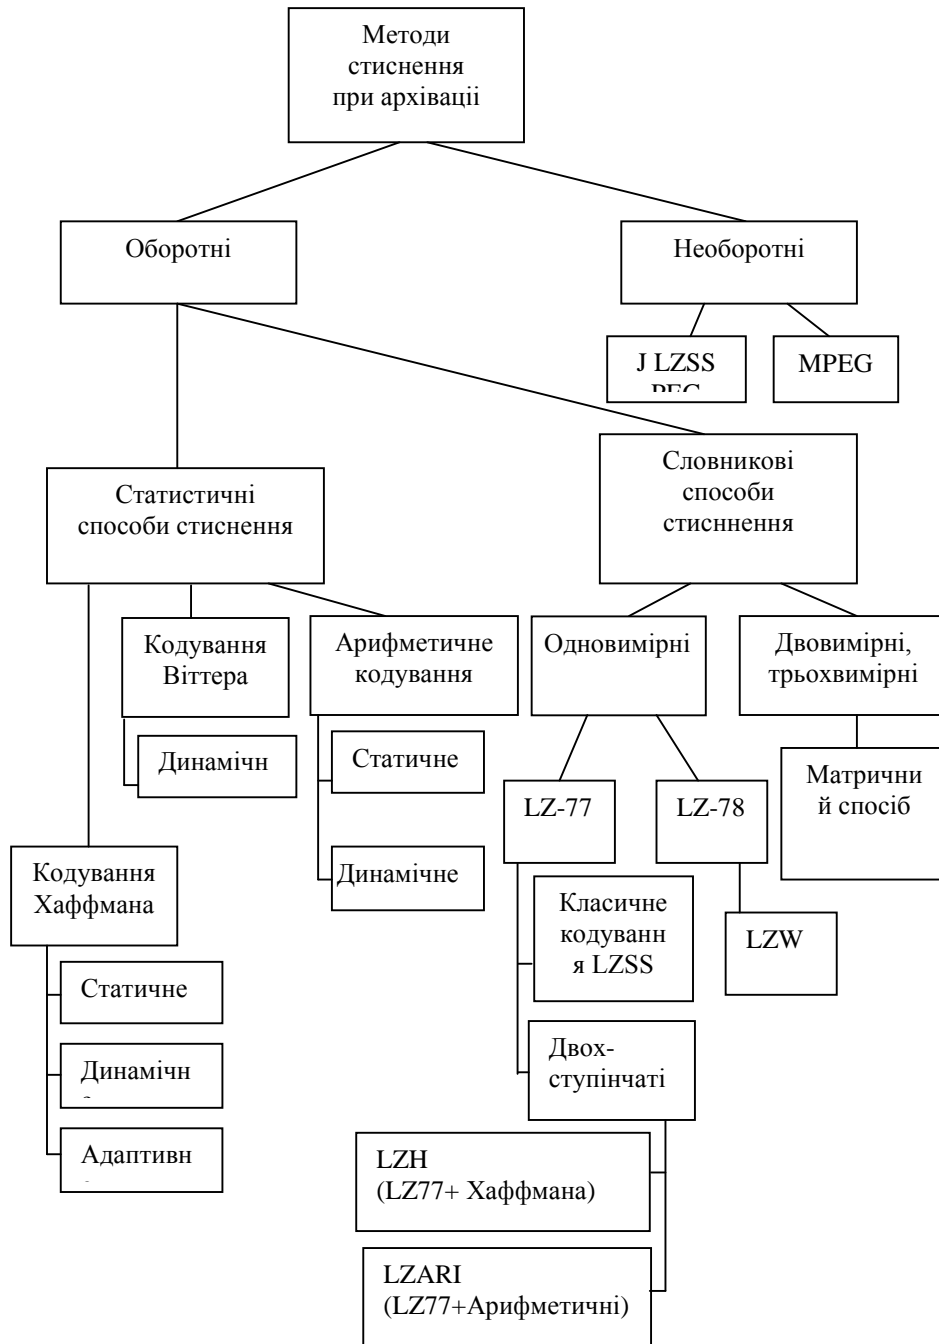 Методи
стиснення
при архіваціі
Оборотні
Необоротні
J LZSS
MPEG
Статистичні
способи стиснення
Словникові
способи
стисннення
Кодування
Віттера
Динамічн
Арифметичне
кодування
Статичне
Динамічне
Одновимірні
Двовимірні,
трьохвимірні
LZ-77
LZ-78
Матрични
й спосіб
Кодування
Хаффмана
Статичне
Динамічн
Адаптивн
Класичне
кодуванн
я LZSS
LZW
Двох-
ступінчаті
LZH
(LZ77+ Хаффмана)
LZARI
(LZ77+Арифметичні)